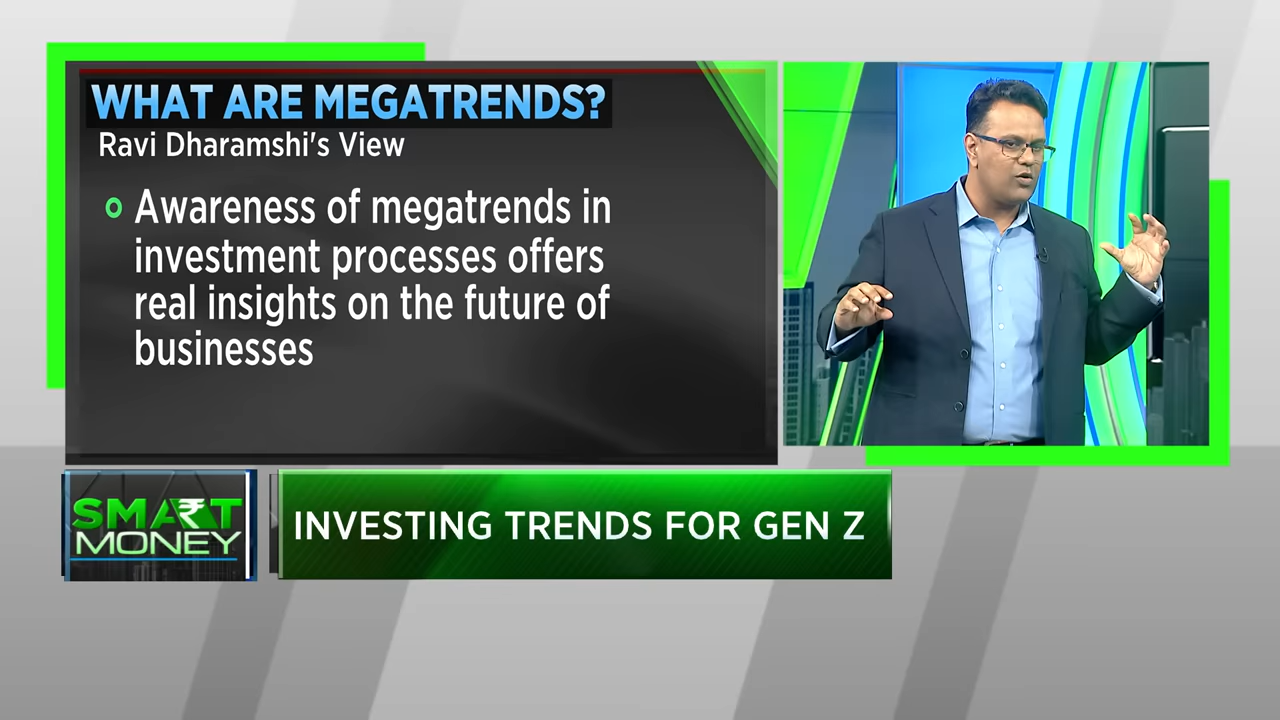 WHAT ARE MEGATRENDS?
Ravi Dharamshi's View
Awareness of megatrends in
investment processes offers
real insights on the future of
businesses
SMART
MONEY
INVESTING TRENDS FOR GEN Z